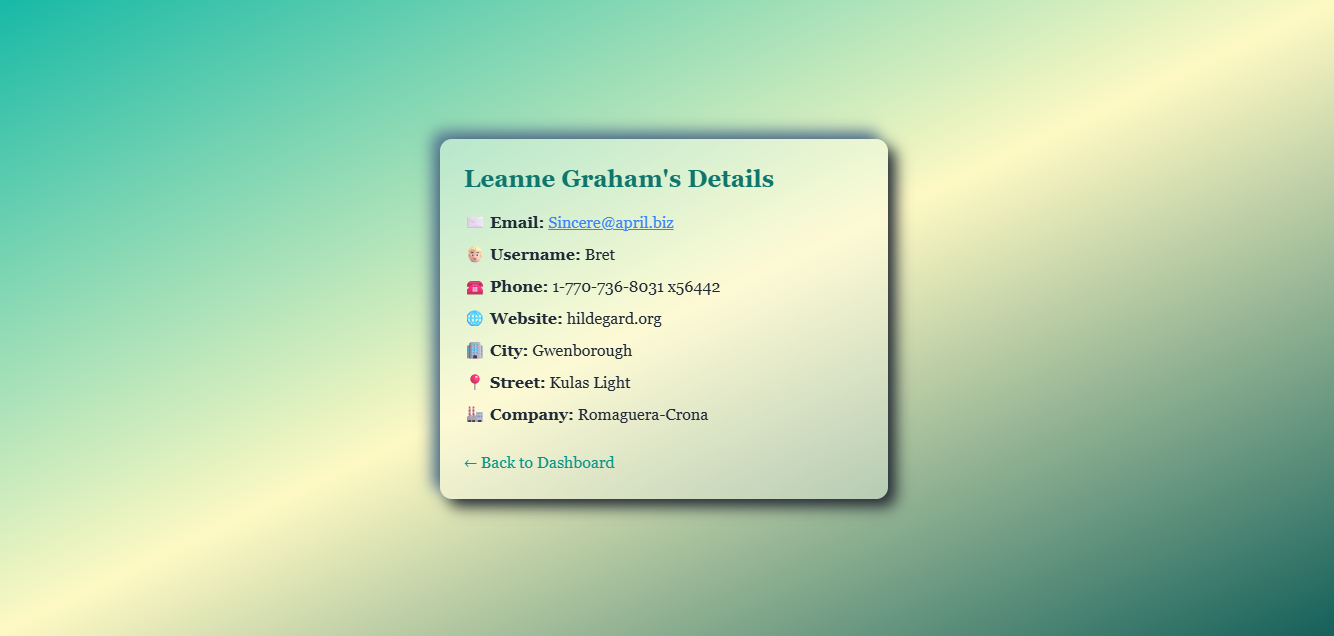 Leanne Graham's Details
Email: Sincere@april.biz
Username: Bret
Phone: 1-770-736-8031 x56442
Website: hildegard.org
City: Gwenborough
Street: Kulas Light
Company: Romaguera-Crona
← Back to Dashboard